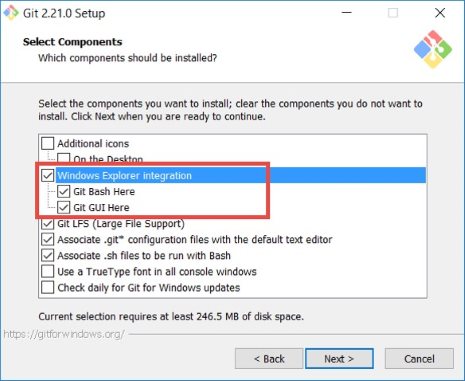 Git 2.21.0 Setup
Select Components
Which components should be installed?
Select the components you want to install; clear the components you do not want to
install. Click Next when you are ready to continue.
Additional icons
On the Desktop
Windows Explorer integration
Git Bash Here
Git GUI Here
Git LFS (Large File Support)
Associate .git* configuration files with the default text editor
Associate .sh files to be run with Bash
Use a TrueType font in all console windows
Check daily for Git for Windows updates
Current selection requires at least 246.5 MB of disk space.
https://gitforwindows.org/
< Back
Next >
Cancel